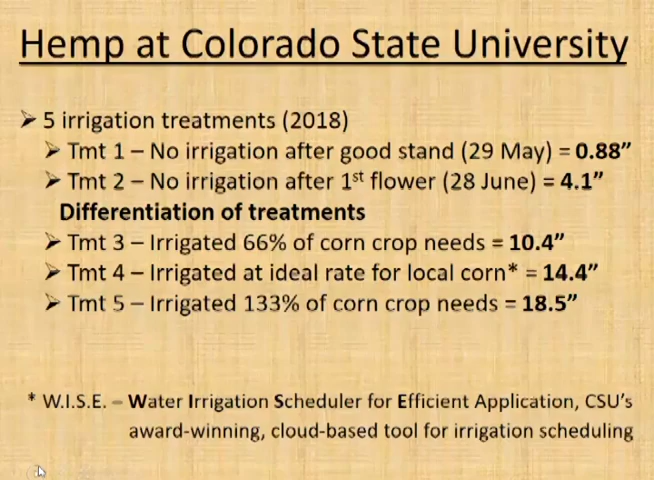 Hemp at Colorado State University
➢ 5 irrigation treatments (2018)
➢ Tmt 1 – No irrigation after good stand (29 May) = 0.88”
➢ Tmt 2 – No irrigation after 1st flower (28 June) = 4.1”
Differentiation of treatments
➢ Tmt 3 – Irrigated 66% of corn crop needs = 10.4”
➢ Tmt 4 – Irrigated at ideal rate for local corn* = 14.4”
➢ Tmt 5 – Irrigated 133% of corn crop needs = 18.5”
* W.I.S.E. – Water Irrigation Scheduler for Efficient Application, CSU’s
award-winning, cloud-based tool for irrigation scheduling